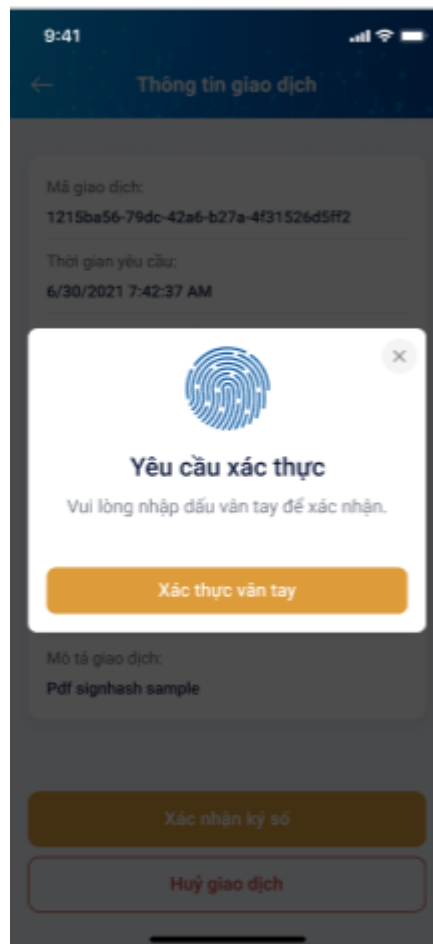 9:41
Thông tin giao dịch
Mã giao dịch:
1215ba56-79dc-42a6-b27a-4f31526d5ff2
Thời gian yêu cầu:
6/30/2021 7:42:37 AM
Yêu cầu xác thực
Vui lòng nhập dấu vân tay để xác nhận.
Xác thực vân tay
Mô tả giao dịch:
Pdf signhash sample
Xác nhận ký số
Huỷ giao dịch